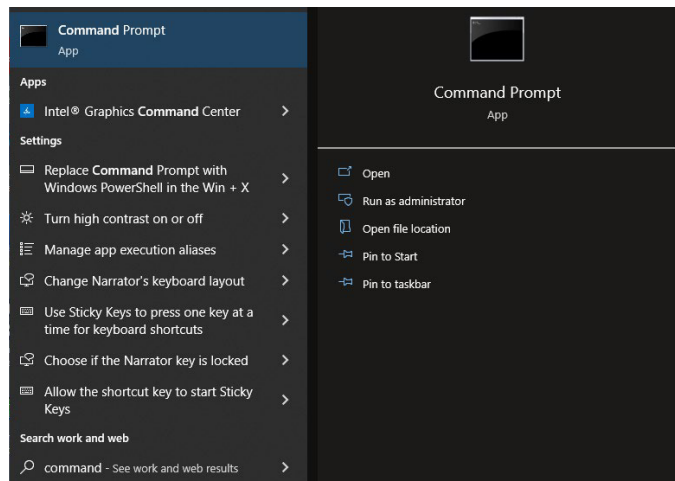 Command Prompt
App
Apps
Intel® Graphics Command Center
Settings
Replace Command Prompt with
Windows PowerShell in the Win + X
Turn high contrast on or off
Manage app execution aliases
Change Narrator's keyboard layout
Use Sticky Keys to press one key at a
time for keyboard shortcuts
Choose if the Narrator key is locked
Allow the shortcut key to start Sticky
Keys
Search work and web
command - See work and web results
Command Prompt
App
Open
Run as administrator
Open file location
Pin to Start
Pin to taskbar